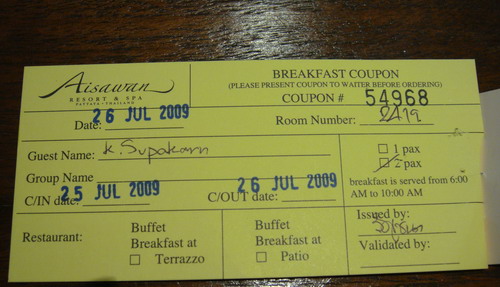 Aisawan
RESORT & SPA
PATTAYA • THAILAND
BREAKFAST COUPON
(PLEASE PRESENT COUPON TO WAITER BEFORE ORDERING)
COUPON # 54968
Date: 26 JUL 2009
Room Number: 2419
Guest Name: K. Supakarn
Group Name
C/IN date: 25 JUL 2009 C/OUT date: 26 JUL 2009
1 pax
2 pax
breakfast is served from 6:00
AM to 10:00 AM
Restaurant:
Buffet
Breakfast at
Terrazzo
Buffet
Breakfast at
Patio
Issued by:
Validated by: